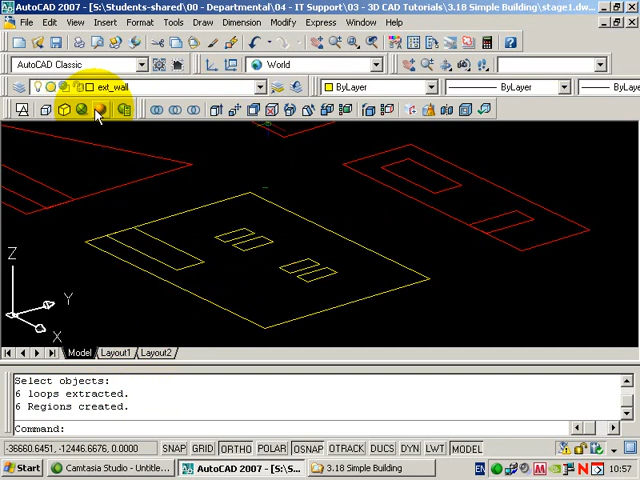 AutoCAD 2007 - [S:\Students-shared\00 - Departmental\04 - IT Support\03 - 3D CAD Tutorials\3.18 Simple Building\stage1.dw...
File Edit View Insert Format Tools Draw Dimension Modify Express Window Help
AutoCAD Classic World
ext_wall ByLayer ByLayer
Z
Y
X
Model Layout1 Layout2
Select objects:
6 loops extracted.
6 Regions created.
Command:
-36660.6451, -12446.6676, 0.0000 SNAP GRID ORTHO POLAR OSNAP OTRACK DUCS DYN LWT MODEL
Start Camtasia Studio - Untitle... AutoCAD 2007 - [S:\S... 3.18 Simple Building EN 10:57